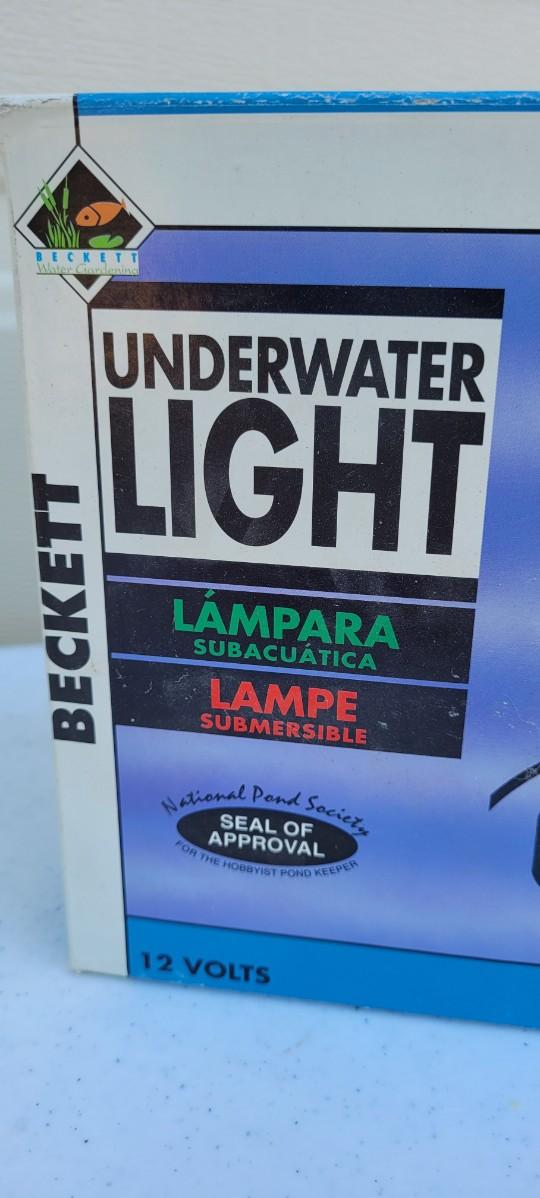 BECKETT
Water Gardening
UNDERWATER
LIGHT
LÁMPARA
SUBACUÁTICA
LAMPE
SUBMERSIBLE
BECKETT
National Pond Society
SEAL OF
APPROVAL
FOR THE HOBBYIST POND KEEPER
12 VOLTS